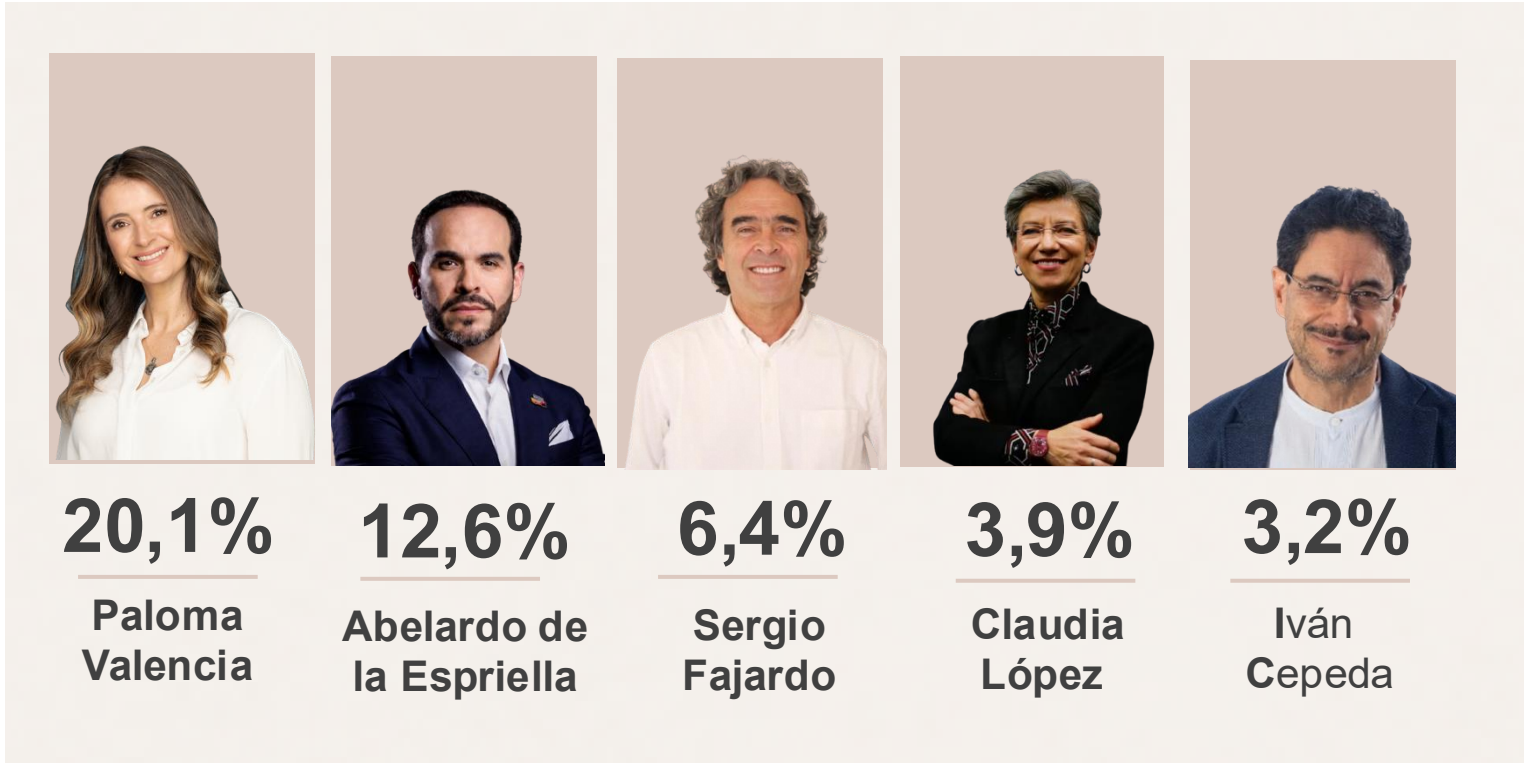 20,1%
Paloma
Valencia
12,6%
Abelardo de
la Espriella
6,4%
Sergio
Fajardo
3,9%
Claudia
López
3,2%
Iván
Cepeda